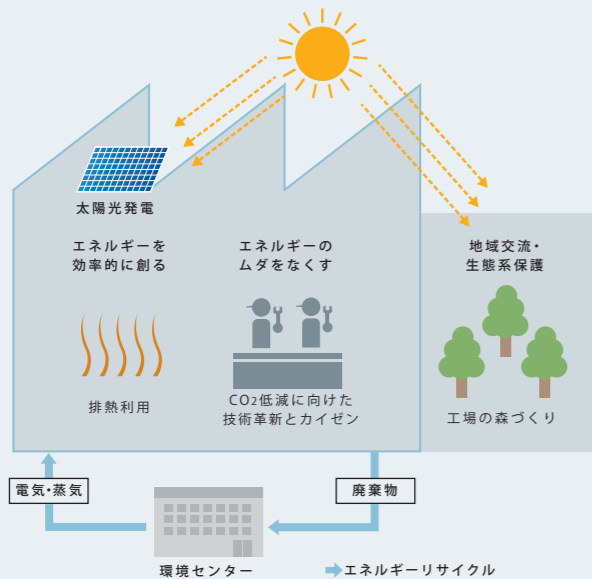 太陽光発電
エネルギーを
効率的に創る
エネルギーの
ムダをなくす
地域交流・
生態系保護
排熱利用
CO2低減に向けた
技術革新とカイゼン
工場の森づくり
電気・蒸気
廃棄物
環境センター
エネルギーリサイクル